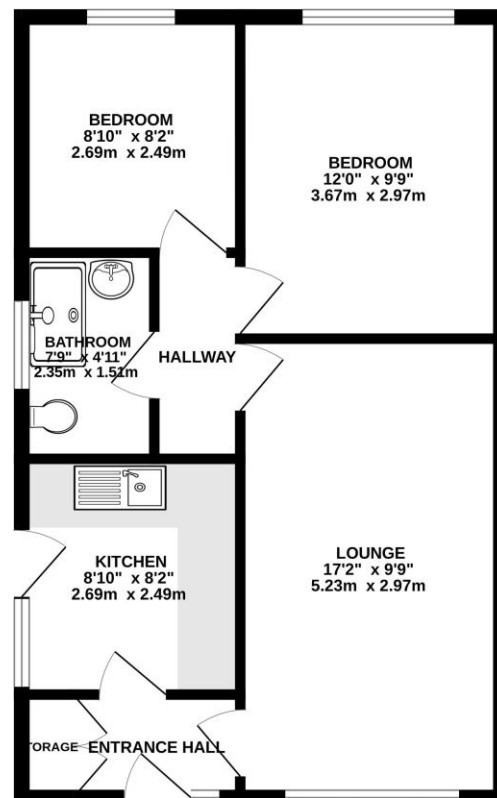 BEDROOM
8'10" x 8'2"
2.69m x 2.49m
BEDROOM
12'0" x 9'9"
3.67m x 2.97m
BATHROOM
7'9" x 4'11"
2.35m x 1.51m
HALLWAY
KITCHEN
8'10" x 8'2"
2.69m x 2.49m
LOUNGE
17'2" x 9'9"
5.23m x 2.97m
TORAGE
ENTRANCE HALL